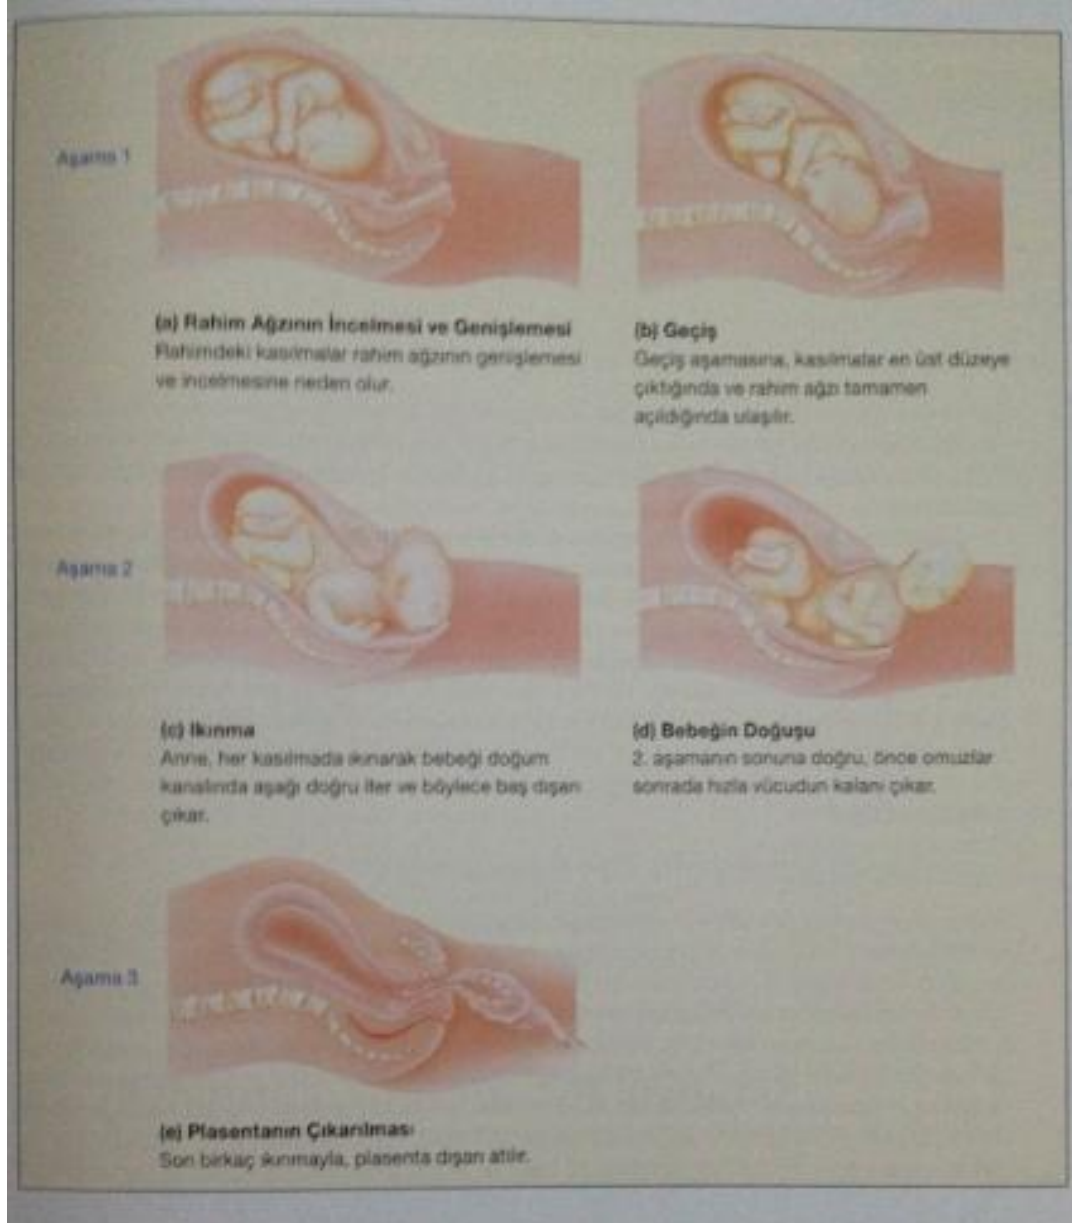 Aşama 1
(a) Rahim Ağzının İncelmesi ve Genişlemesi
Rahimdeki kasılmalar rahim ağzının genişlemesi
ve incelmesine neden olur.
(b) Geçiş
Geçiş aşamasına, kasılmalar en üst düzeye
çıktığında ve rahim ağzı tamamen
açıldığında ulaşılır.
Aşama 2
(c) Ikınma
Anne, her kasılmada ıkınarak bebeği doğum
kanalında aşağı doğru iter ve böylece baş dışarı
çıkar.
(d) Bebeğin Doğuşu
2. aşamanın sonuna doğru, önce omuzlar
sonrada hızla vücudun kalanı çıkar.
Aşama 3
(e) Plasentanın Çıkarılması
Son birkaç ıkınmayla, plasenta dışarı atılır.